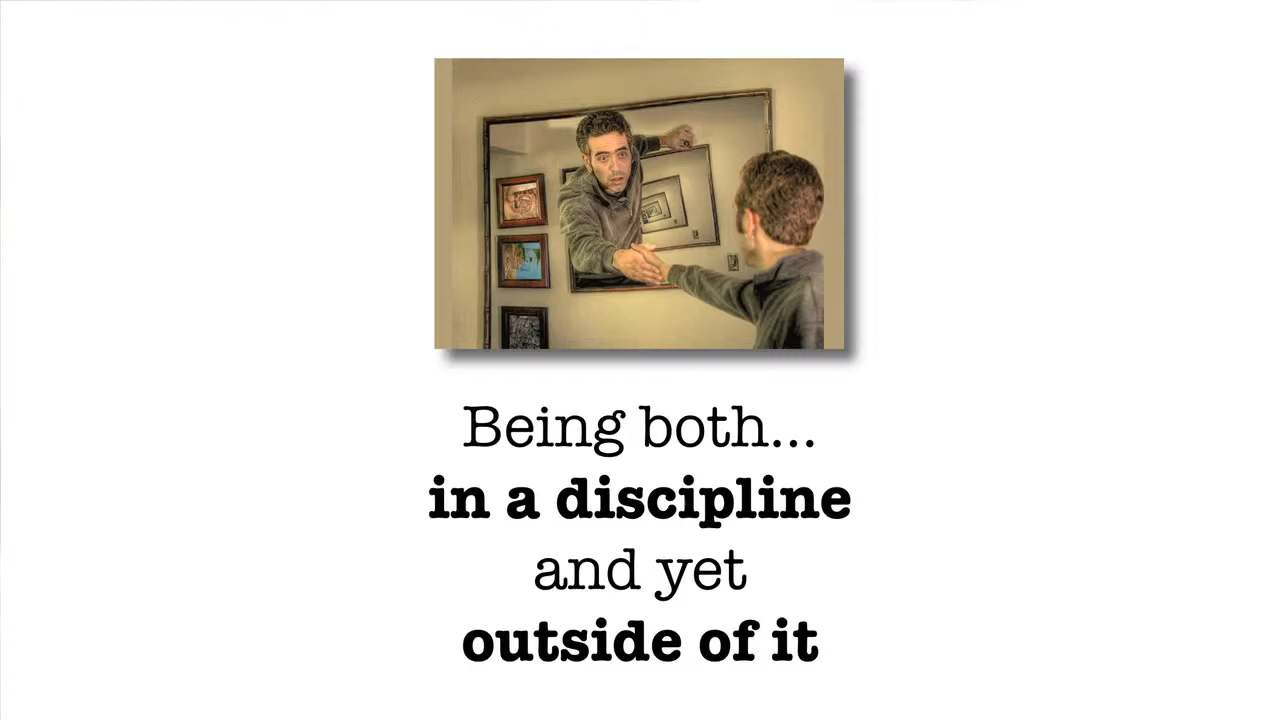 Being both...
in a discipline
and yet
outside of it